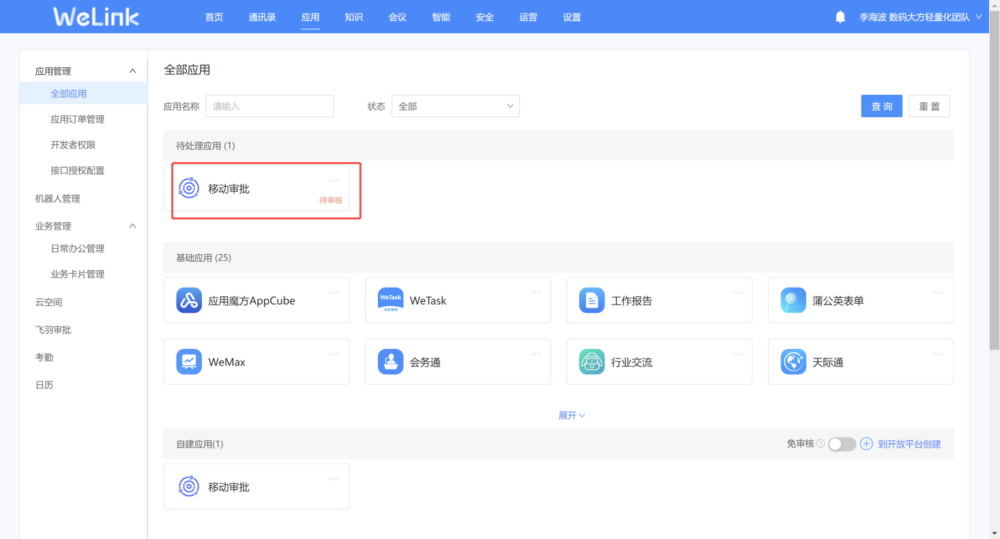 WeLink 首页 通讯录 应用 知识 会议 智能 安全 运营 设置 李海波 数码大方轻量化团队
应用管理
全部应用
应用订单管理
开发者权限
接口授权配置
机器人管理
业务管理
日常办公管理
业务卡片管理
云空间
飞羽审批
考勤
日历
全部应用
应用名称 请输入 状态 全部 查询 重置
待处理应用 (1)
移动审批
待审核
基础应用 (25)
应用魔方AppCube
WeTask
任务指同
WeTask
工作报告
蒲公英表单
WeMax
会务通
行业交流
天际通
展开
自建应用(1) 免审核 ? 到开放平台创建
移动审批